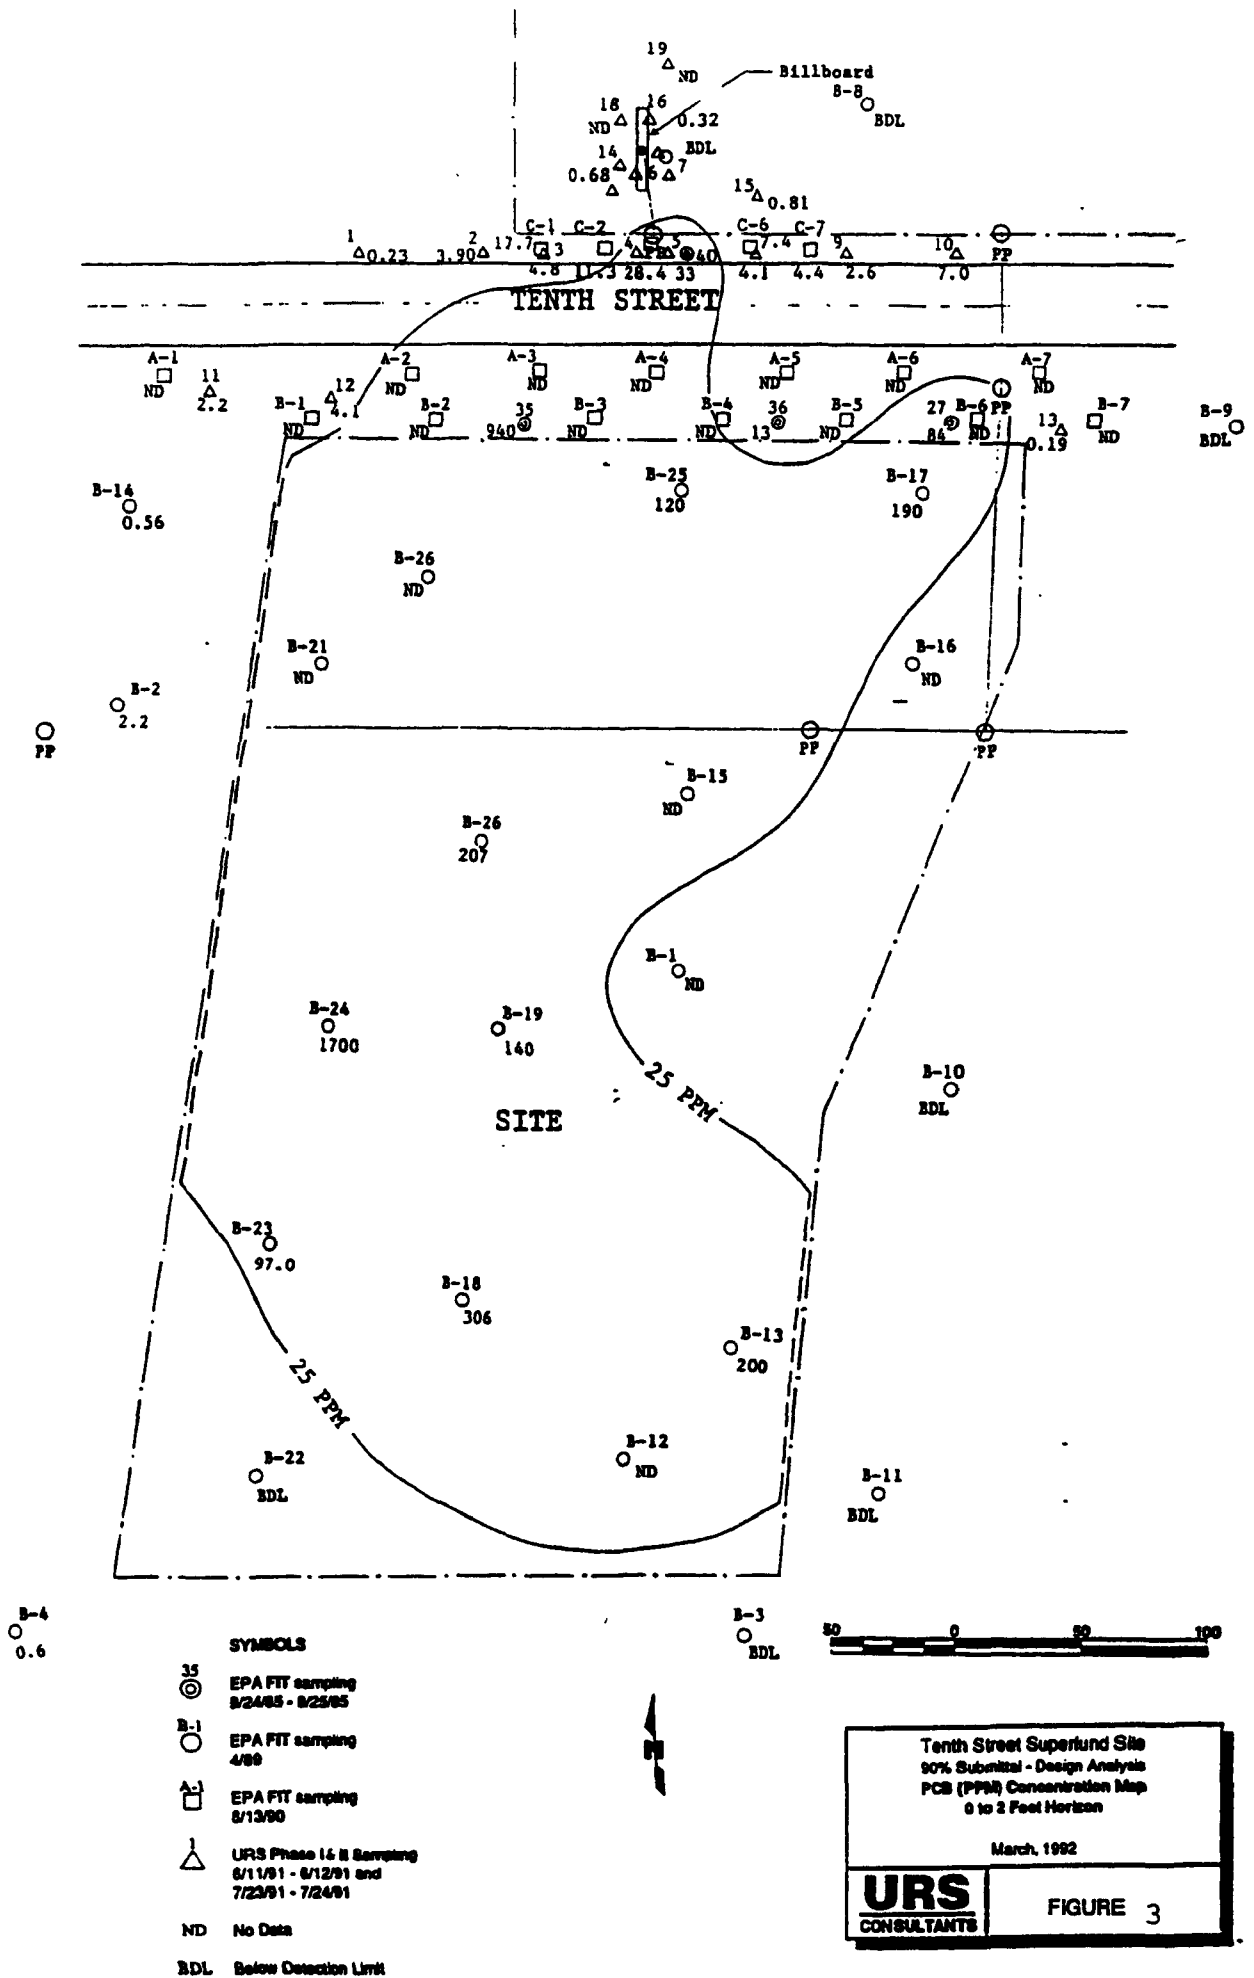 19
ND
Billboard
B-8
BDL
18
ND
16
0.32
BDL
14
0.68
6
7
15
0.81
C-1
C-2
C-6
C-7
1
0.23
2
3.90
17.7
3
4.8
11.3
4
28.4
5
33
40
7.4
4.1
4.4
9
2.6
10
7.0
PP
TENTH STREET
A-1
ND
11
2.2
12
4.1
A-2
ND
A-3
ND
A-4
ND
A-5
ND
A-6
ND
A-7
ND
PP
B-1
ND
B-2
ND
35
940
B-3
ND
B-4
ND
36
13
B-5
ND
27
84
B-6
ND
13
0.19
B-7
ND
B-9
BDL
B-14
0.56
B-25
120
B-17
190
B-26
ND
B-21
ND
B-16
ND
B-2
2.2
PP
PP
PP
B-15
ND
B-26
207
B-1
ND
B-24
1700
B-19
140
25 PPM
B-10
BDL
SITE
B-23
97.0
B-18
306
B-13
200
25 PPM
B-12
ND
B-22
BDL
B-11
BDL
B-4
0.6
B-3
BDL
50 0 50 100
SYMBOLS
35
EPA FIT sampling
B-1
EPA FIT sampling
4/89
A-1
EPA FIT sampling
8/13/90
1
URS Phase I & II Sampling
6/11/91 - 6/12/91 and
7/23/91 - 7/24/91
ND No Data
BDL Below Detection Limit
N
Tenth Street Superfund Site
90% Submittal - Design Analysis
PCB (PPM) Concentration Map
0 to 2 Feet Horizon
March, 1992
URS
CONSULTANTS
FIGURE 3